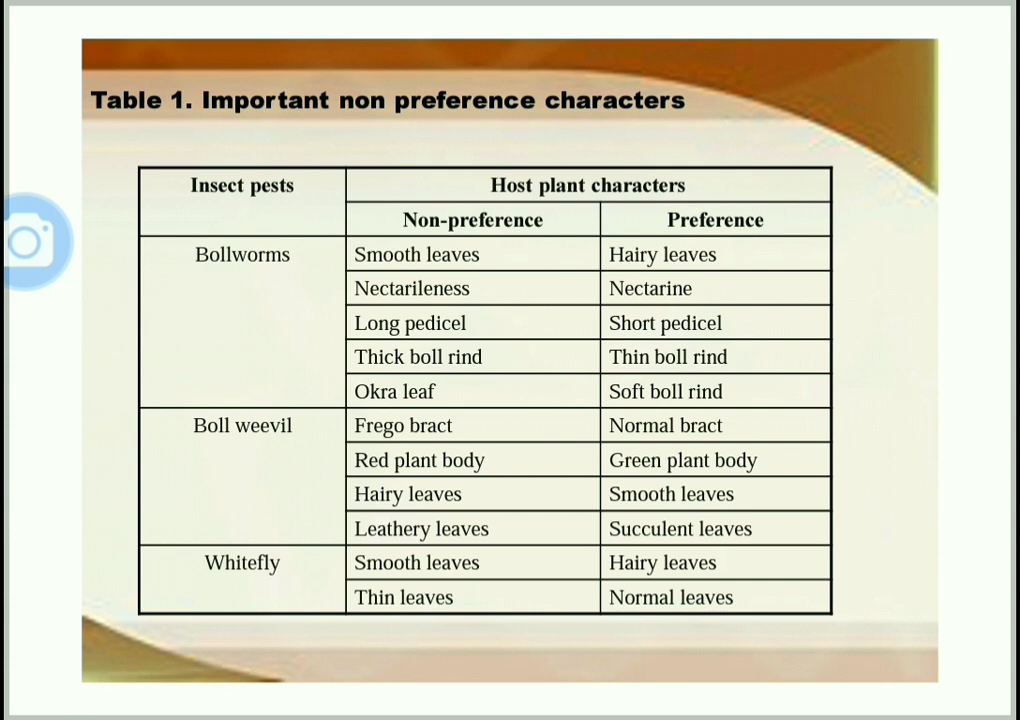 Table 1. Important non preference characters
Insect pests Host plant characters
Non-preference Preference
Bollworms Smooth leaves Hairy leaves
Nectarileness Nectarine
Long pedicel Short pedicel
Thick boll rind Thin boll rind
Okra leaf Soft boll rind
Boll weevil Frego bract Normal bract
Red plant body Green plant body
Hairy leaves Smooth leaves
Leathery leaves Succulent leaves
Whitefly Smooth leaves Hairy leaves
Thin leaves Normal leaves